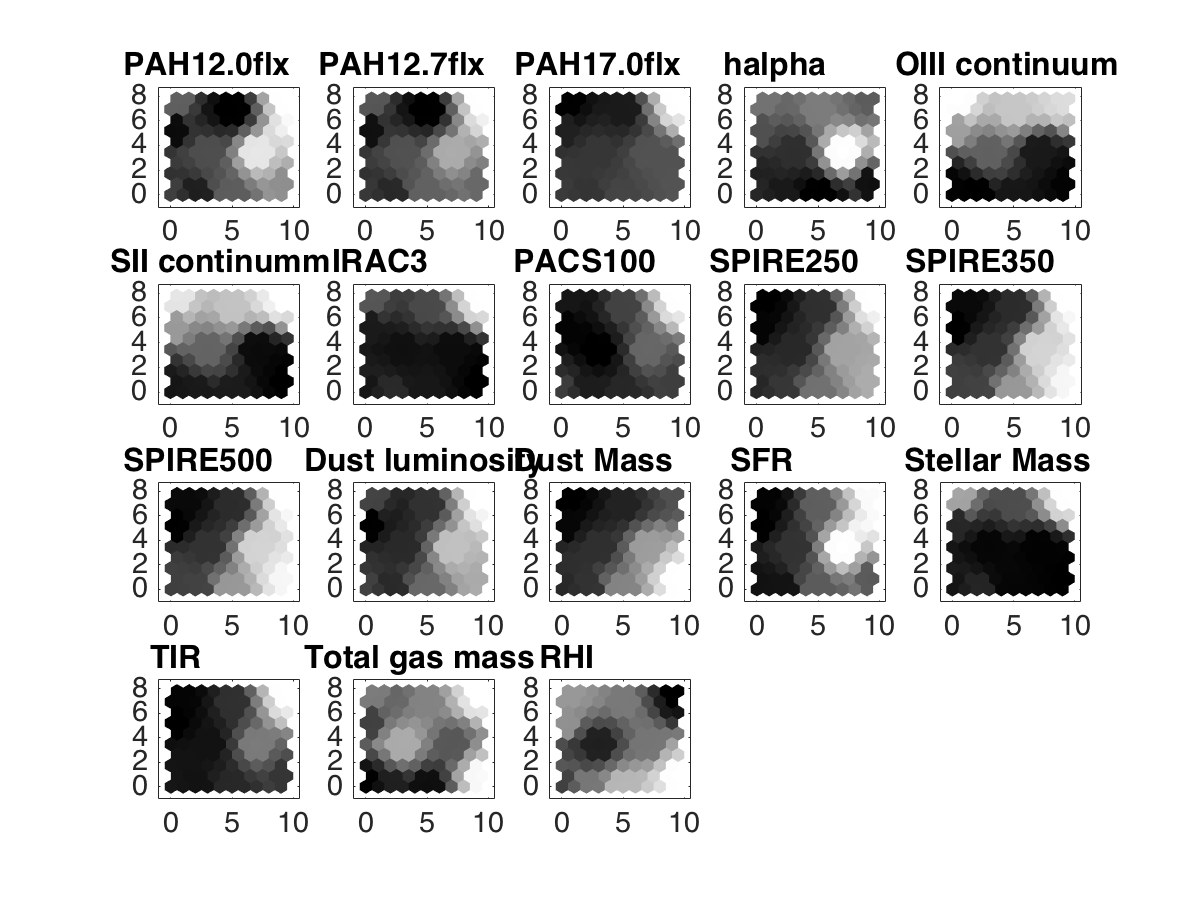 PAH12.0flx PAH12.7flx PAH17.0flx halpha OIII continuum
8 8 8 8 8
6 6 6 6 6
4 4 4 4 4
2 2 2 2 2
0 0 0 0 0
0 5 10 0 5 10 0 5 10 0 5 10 0 5 10
SII continumm IRAC3 PACS100 SPIRE250 SPIRE350
8 8 8 8 8
6 6 6 6 6
4 4 4 4 4
2 2 2 2 2
0 0 0 0 0
0 5 10 0 5 10 0 5 10 0 5 10 0 5 10
SPIRE500 Dust luminosity Dust Mass SFR Stellar Mass
8 8 8 8 8
6 6 6 6 6
4 4 4 4 4
2 2 2 2 2
0 0 0 0 0
0 5 10 0 5 10 0 5 10 0 5 10 0 5 10
TIR Total gas mass RHI
8 8 8
6 6 6
4 4 4
2 2 2
0 0 0
0 5 10 0 5 10 0 5 10